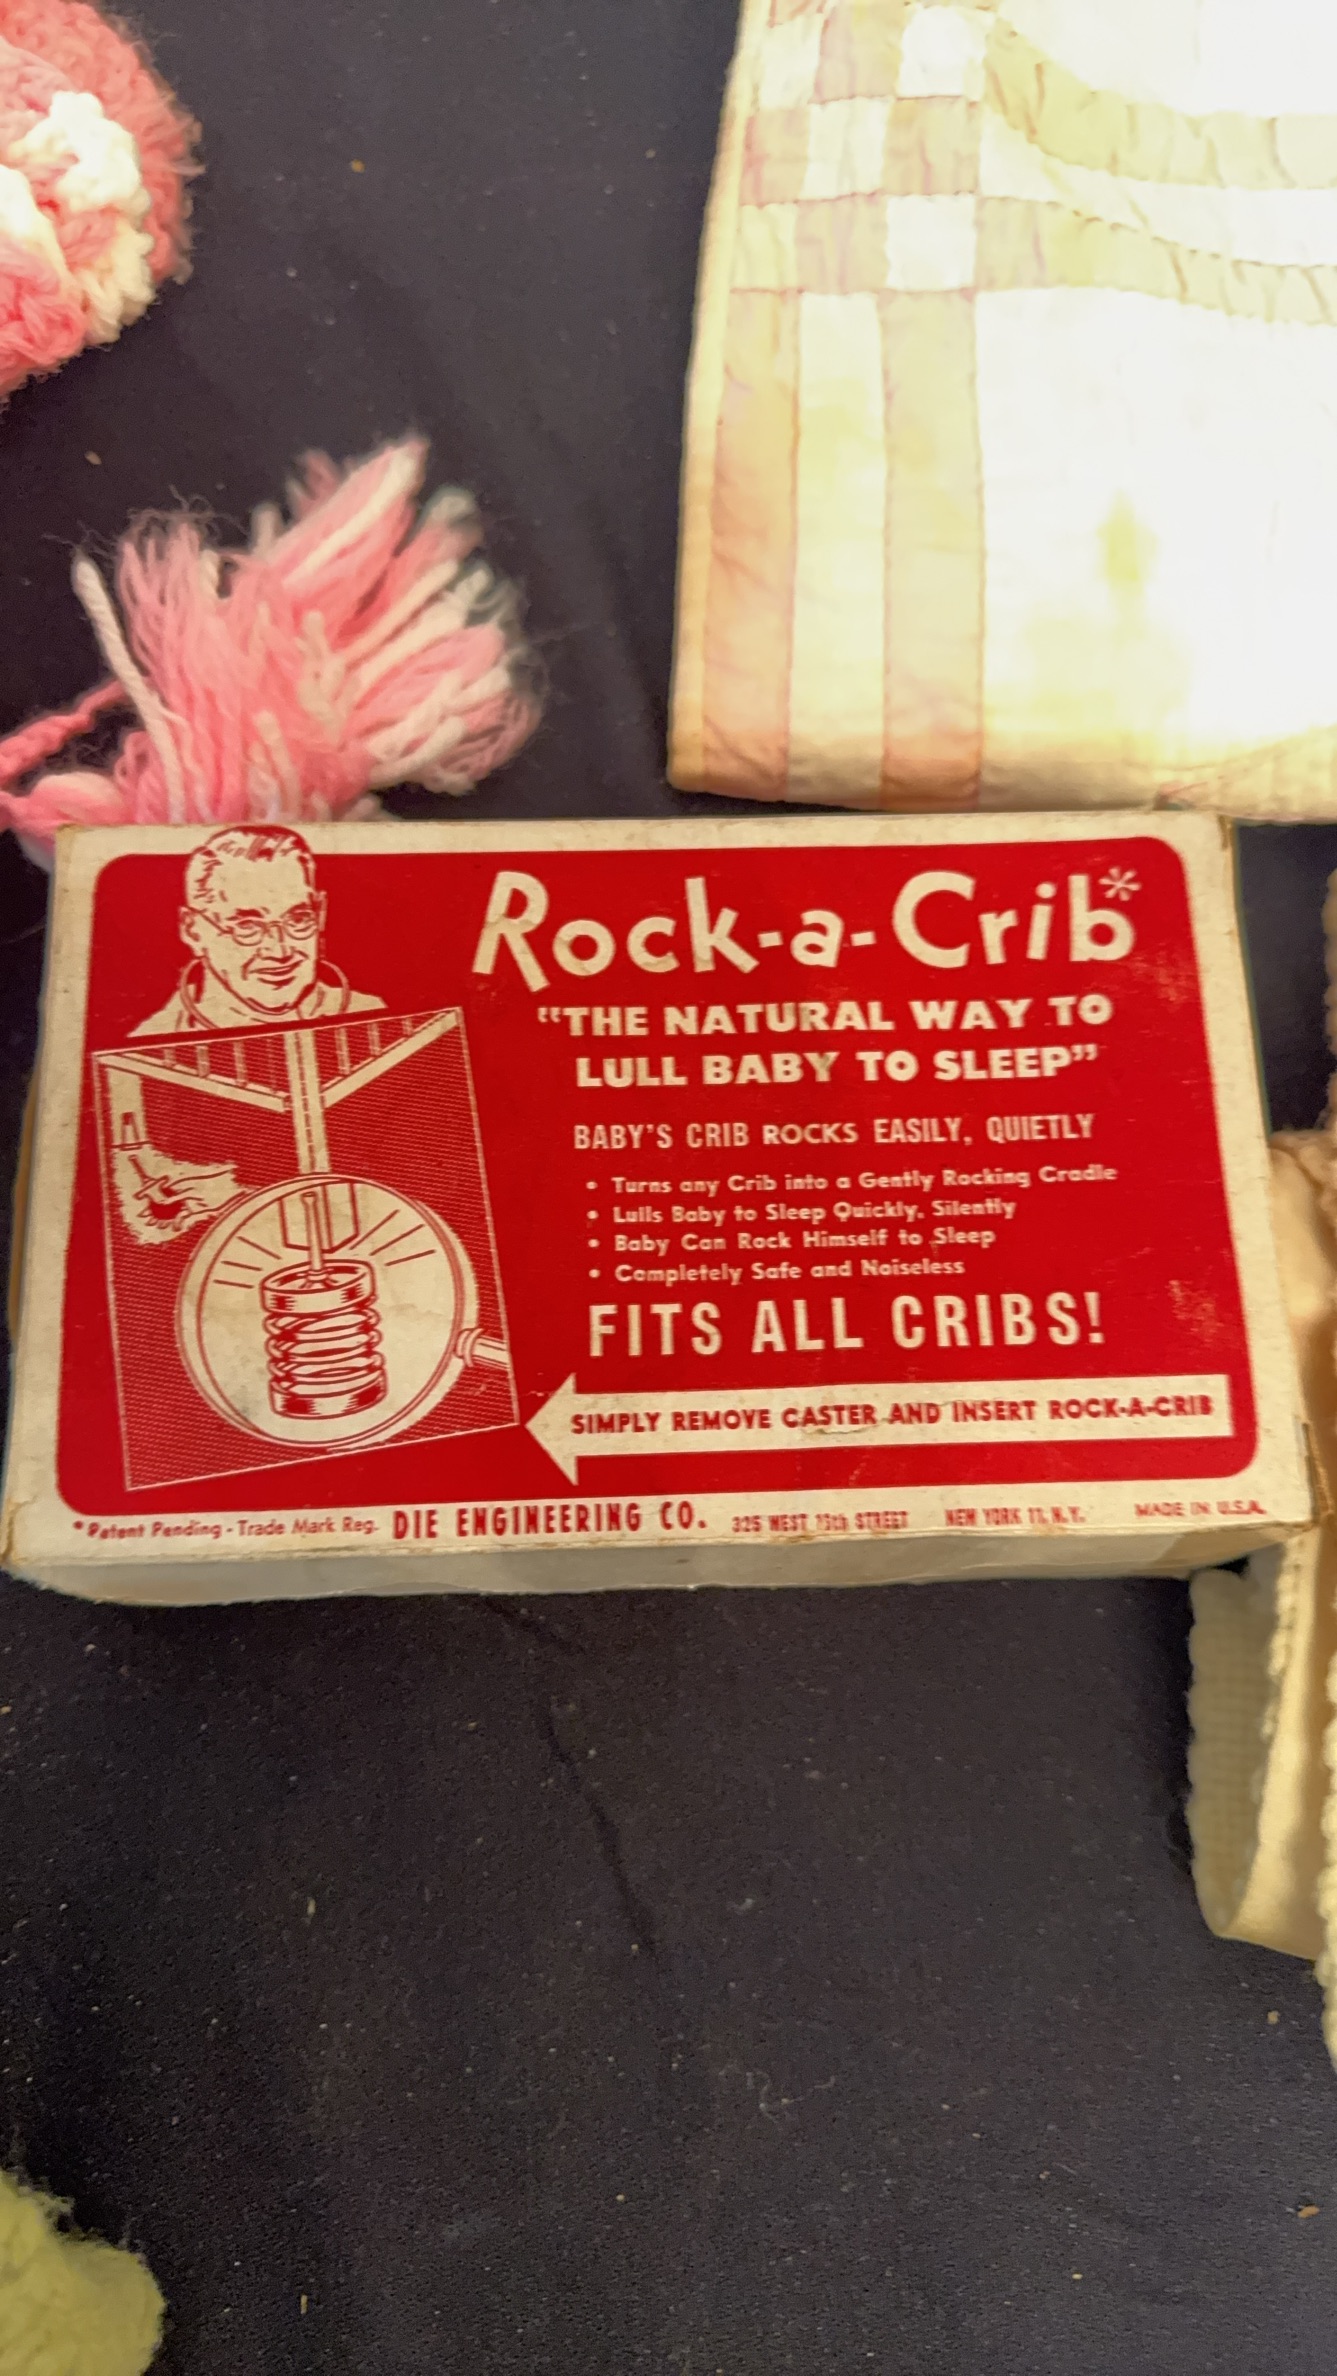 Rock-a-Crib*
"THE NATURAL WAY TO
LULL BABY TO SLEEP"
BABY'S CRIB ROCKS EASILY, QUIETLY
• Turns any Crib into a Gently Rocking Cradle
• Lulls Baby to Sleep Quickly, Silently
• Baby Can Rock Himself to Sleep
• Completely Safe and Noiseless
FITS ALL CRIBS!
SIMPLY REMOVE CASTER AND INSERT ROCK-A-CRIB
*Patent Pending - Trade Mark Reg. DIE ENGINEERING CO. 325 WEST 15th STREET NEW YORK 11, N.Y. MADE IN U.S.A.